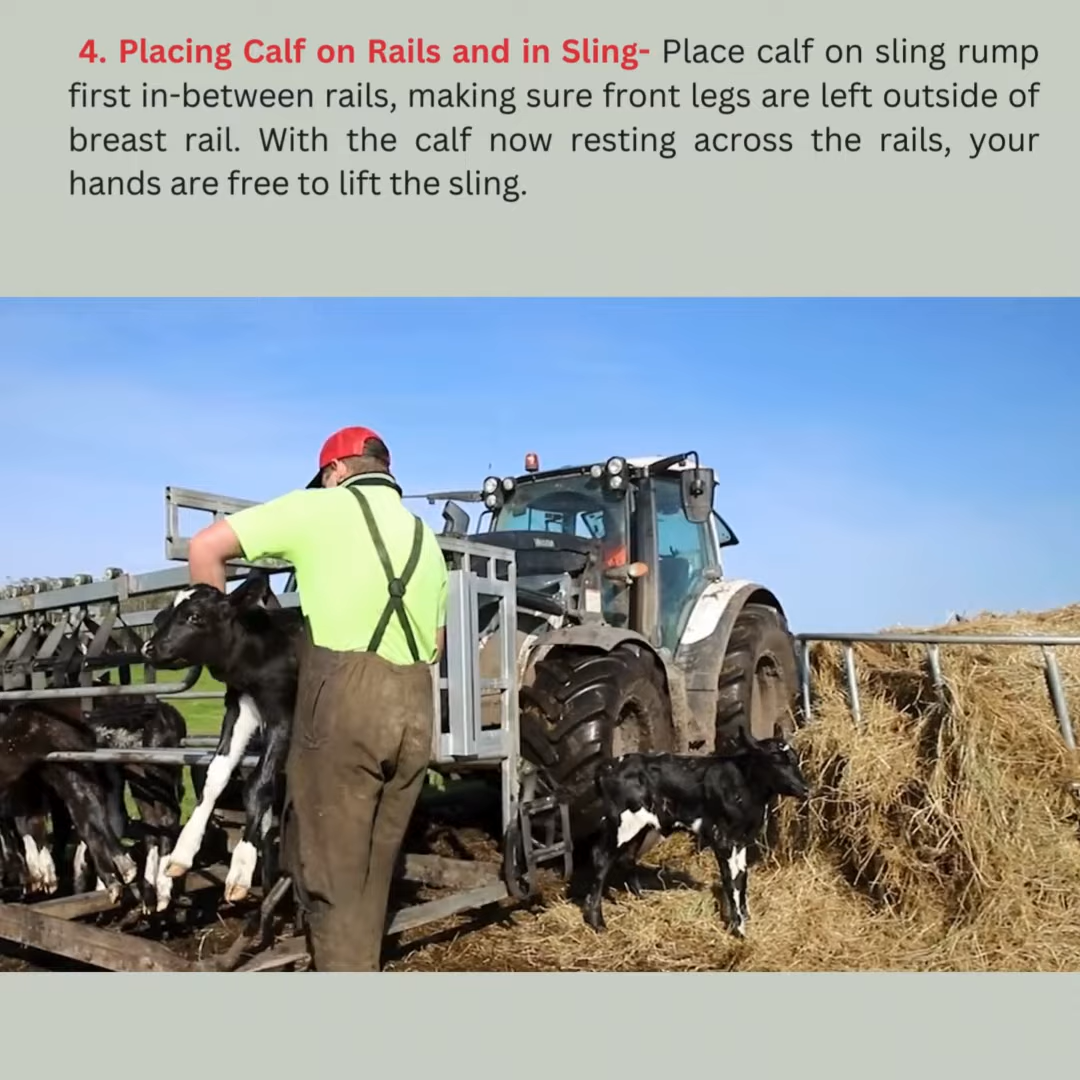 4. Placing Calf on Rails and in Sling- Place calf on sling rump
first in-between rails, making sure front legs are left outside of
breast rail. With the calf now resting across the rails, your
hands are free to lift the sling.